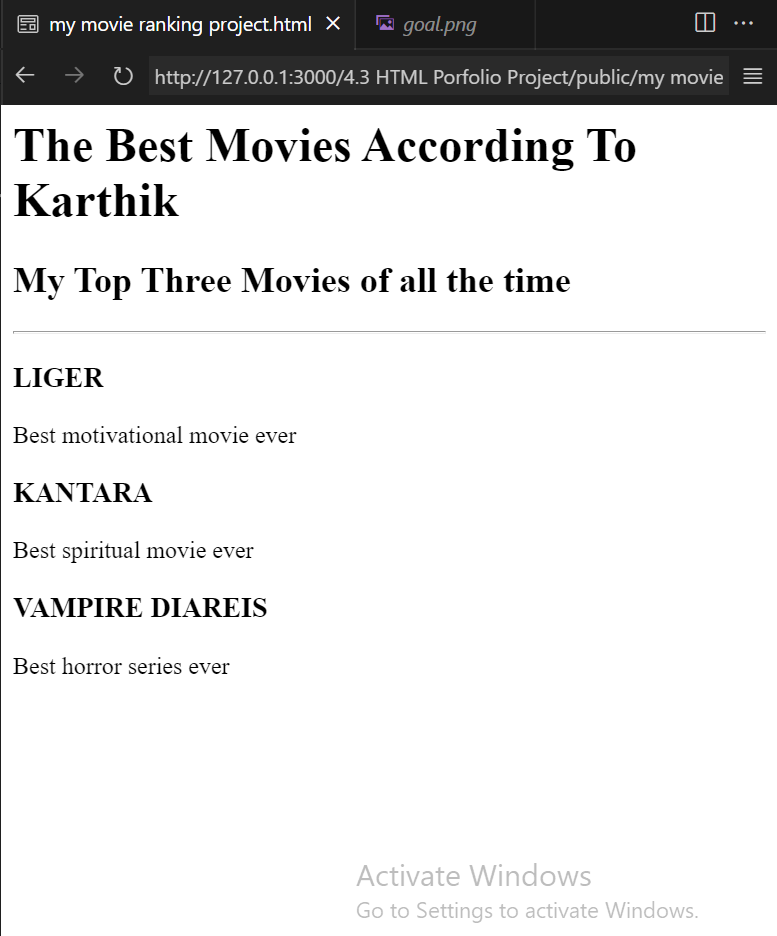 my movie ranking project.html
goal.png
http://127.0.0.1:3000/4.3 HTML Porfolio Project/public/my movie
The Best Movies According To
Karthik
My Top Three Movies of all the time
LIGER
Best motivational movie ever
KANTARA
Best spiritual movie ever
VAMPIRE DIAREIS
Best horror series ever
Activate Windows
Go to Settings to activate Windows.